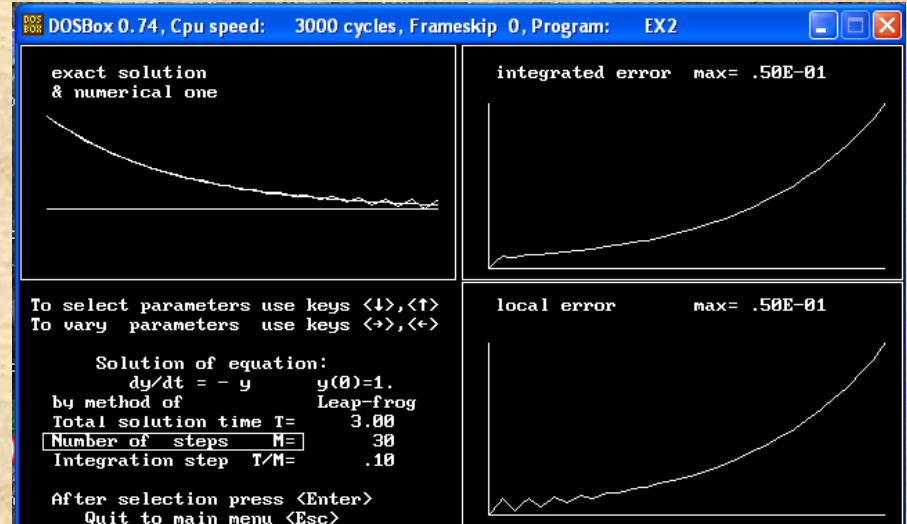 DOSBox 0.74, Cpu speed: 3000 cycles, Frameskip 0, Program: EX2
exact solution
& numerical one
integrated error max= .50E-01
To select parameters use keys <↓>,<↑>
To vary parameters use keys <→>,<←>
Solution of equation:
dy/dt = - y y(0)=1.
by method of Leap-frog
Total solution time T= 3.00
Number of steps M= 30
Integration step T/M= .10
After selection press <Enter>
Quit to main menu <Esc>
local error max= .50E-01